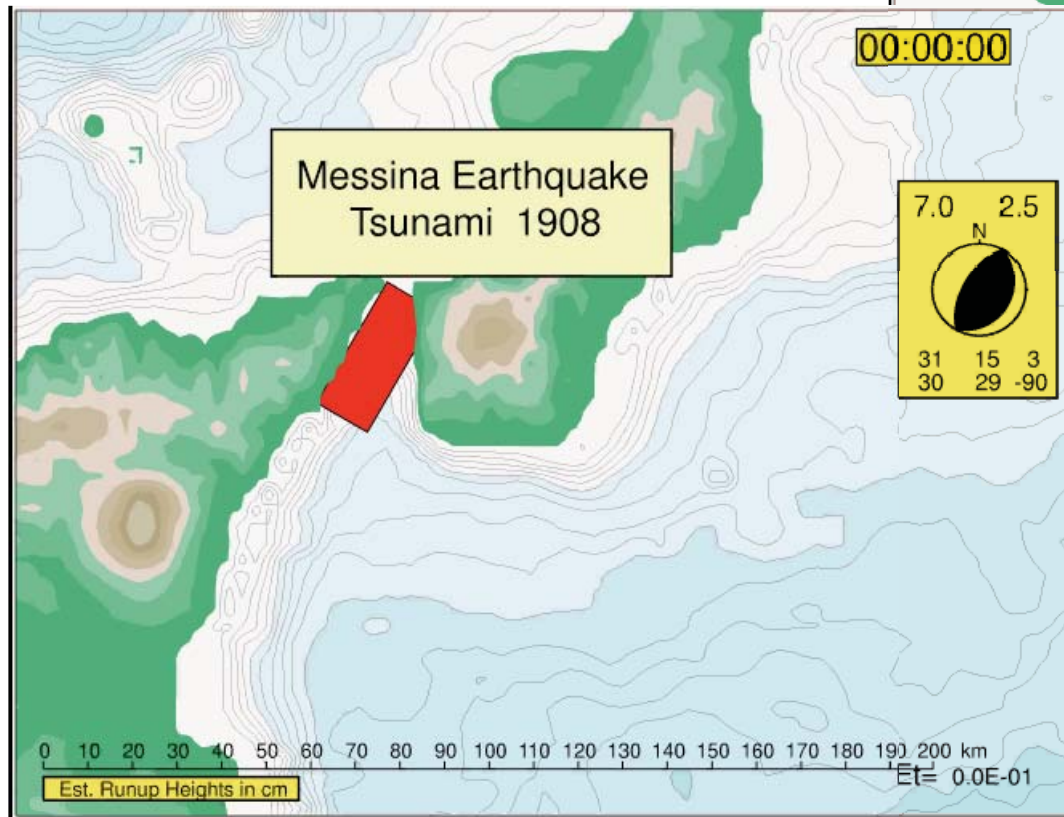 00:00:00
Messina Earthquake
Tsunami 1908
7.0 2.5
N
31 15 3
30 29 -90
0 10 20 30 40 50 60 70 80 90 100 110 120 130 140 150 160 170 180 190 200 km
Est. Runup Heights in cm
Et= 0.0E-01